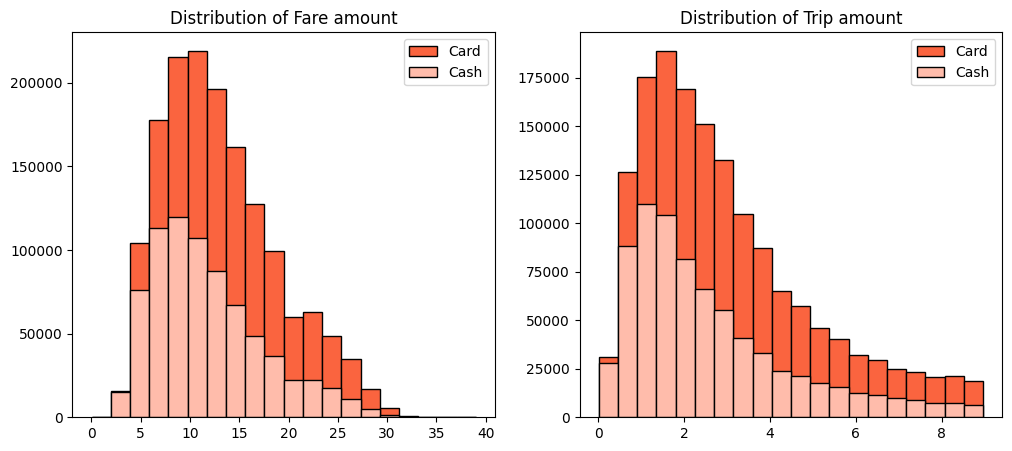 Distribution of Fare amount
Card
Cash
200000
150000
100000
50000
0
0 5 10 15 20 25 30 35 40
Distribution of Trip amount
Card
Cash
175000
150000
125000
100000
75000
50000
25000
0
0 2 4 6 8